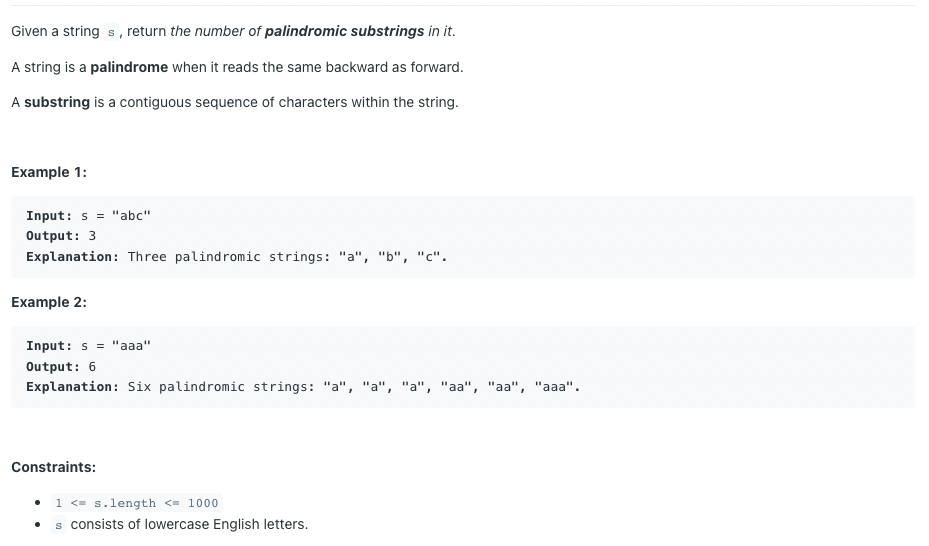 Given a string s, return the number of palindromic substrings in it.
A string is a palindrome when it reads the same backward as forward.
A substring is a contiguous sequence of characters within the string.
Example 1:
Input: s = "abc"
Output: 3
Explanation: Three palindromic strings: "a", "b", "c".
Example 2:
Input: s = "aaa"
Output: 6
Explanation: Six palindromic strings: "a", "a", "a", "aa", "aa", "aaa".
Constraints:
• 1 <= s.length <= 1000
• s consists of lowercase English letters.